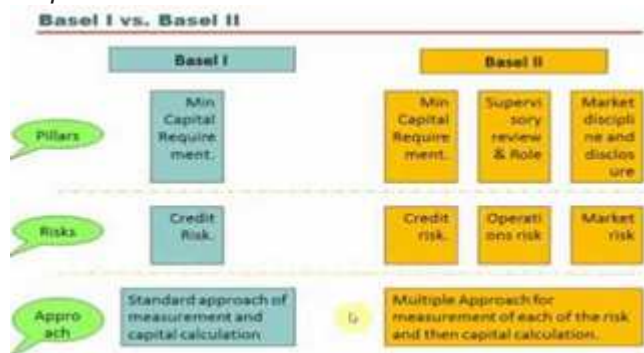 Basel I vs. Basel II
Basel I
Basel II
Pillars
Min
Capital
Require
ment.
Min
Capital
Require
ment.
Supervi
sory
review
& Role
Market
discipli
ne and
disclos
ure
Risks
Credit
Risk.
Credit
risk.
Operati
ons risk
Market
risk
Appro
ach
Standard approach of
measurement and
capital calculation
Multiple Approach for
measurement of each of the risk
and then capital calculation.